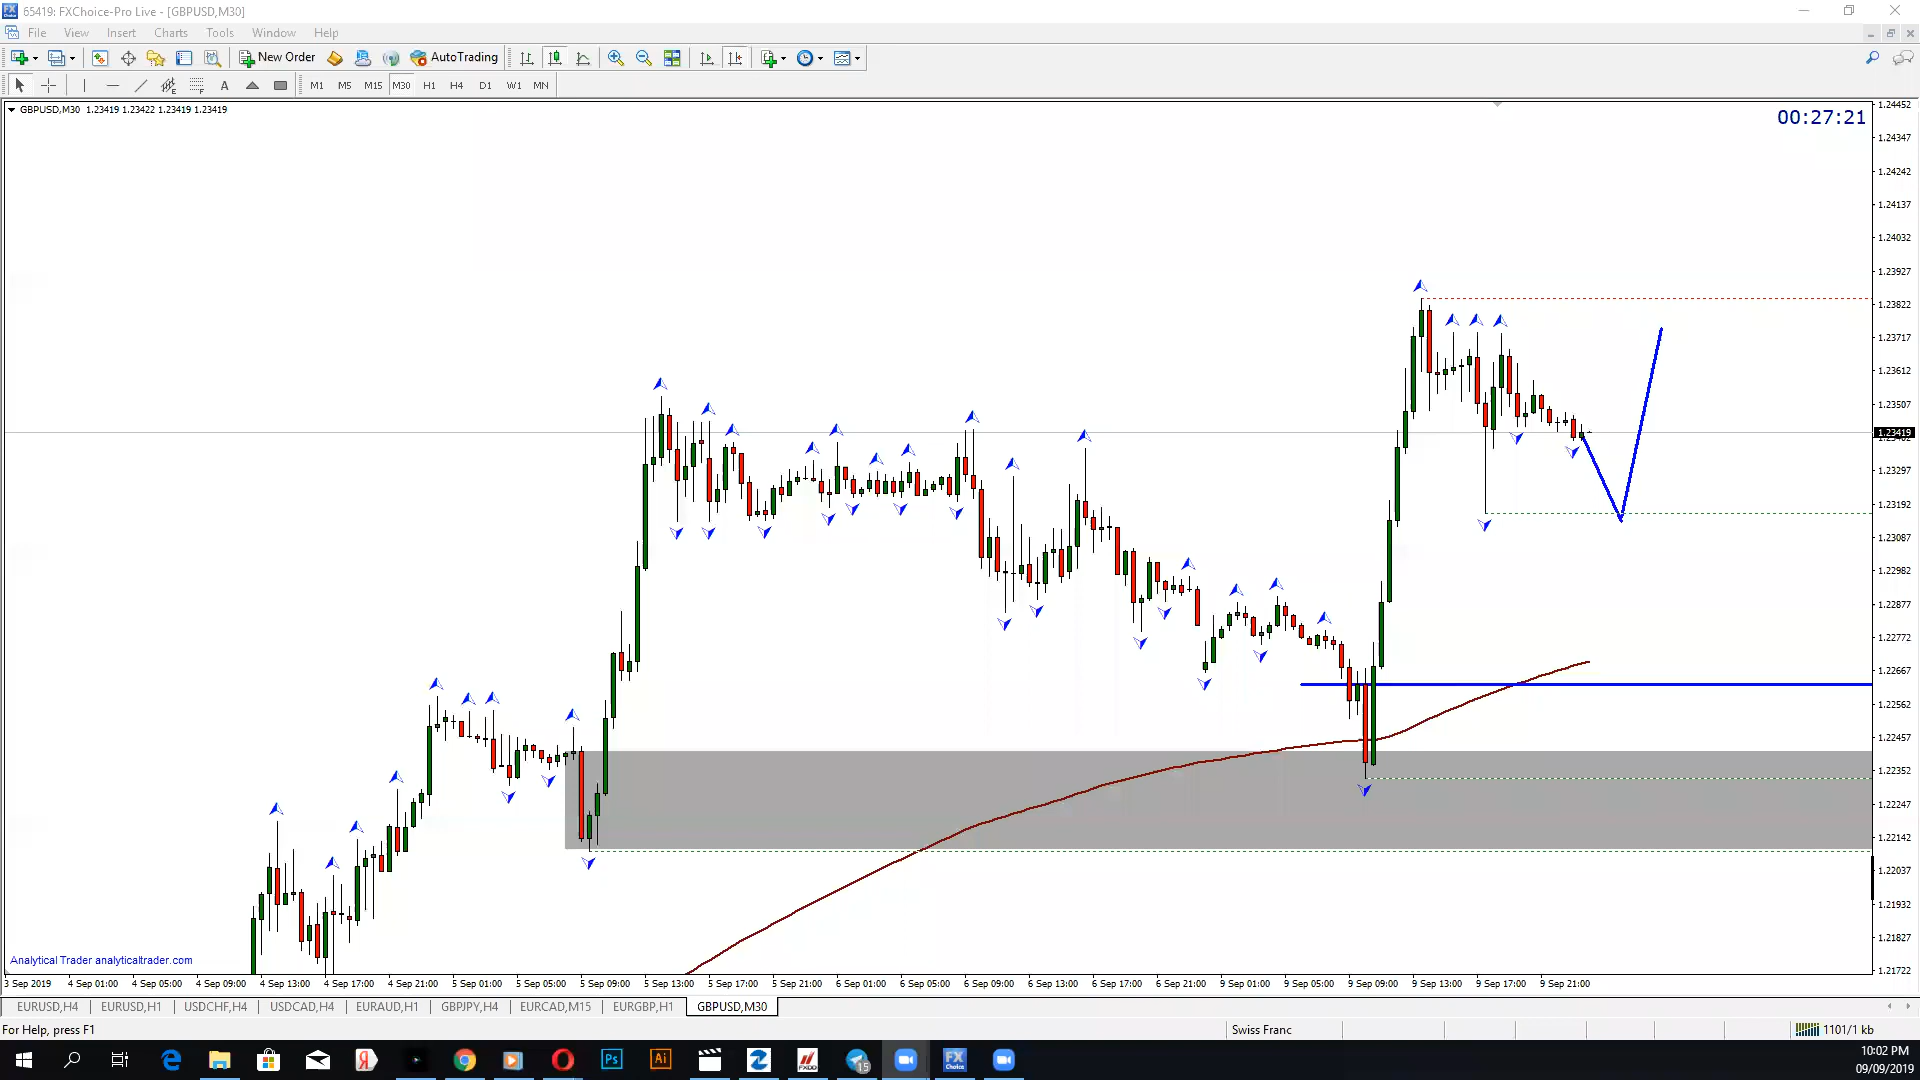 65419: FXChoice-Pro Live - [GBPUSD,M30]
File View Insert Charts Tools Window Help
New Order AutoTrading
A M1 M5 M15 M30 H1 H4 D1 W1 MN
GBPUSD,M30 1.23419 1.23422 1.23419 1.23419
00:27:21
1.24452
1.24347
1.24242
1.24137
1.24032
1.23927
1.23822
1.23717
1.23612
1.23507
1.23419
1.23297
1.23192
1.23087
1.22982
1.22877
1.22772
1.22667
1.22562
1.22457
1.22352
1.22247
1.22142
1.22037
1.21932
1.21827
1.21722
Analytical Trader analyticaltrader.com
3 Sep 2019 4 Sep 01:00 4 Sep 05:00 4 Sep 09:00 4 Sep 13:00 4 Sep 17:00 4 Sep 21:00 5 Sep 01:00 5 Sep 05:00 5 Sep 09:00 5 Sep 13:00 5 Sep 17:00 5 Sep 21:00 6 Sep 01:00 6 Sep 05:00 6 Sep 09:00 6 Sep 13:00 6 Sep 17:00 6 Sep 21:00 9 Sep 01:00 9 Sep 05:00 9 Sep 09:00 9 Sep 13:00 9 Sep 17:00 9 Sep 21:00
EURUSD,H4 EURUSD,H1 USDCHF,H4 USDCAD,H4 EURAUD,H1 GBPJPY,H4 EURCAD,M15 EURGBP,H1 GBPUSD,M30
For Help, press F1 Swiss Franc 1101/1 kb
Ps Ai FXDD 15 FX Choice
10:02 PM
09/09/2019